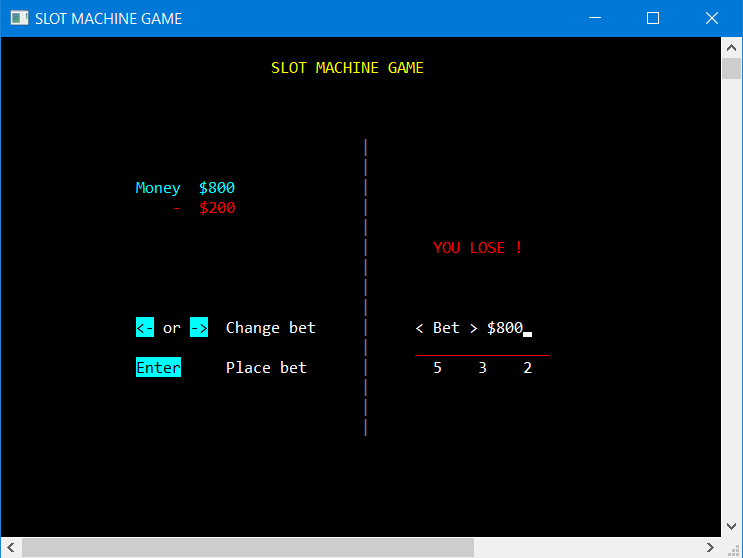 SLOT MACHINE GAME
SLOT MACHINE GAME
Money $800
- $200
YOU LOSE !
<- or -> Change bet
< Bet > $800
Enter Place bet
5 3 2